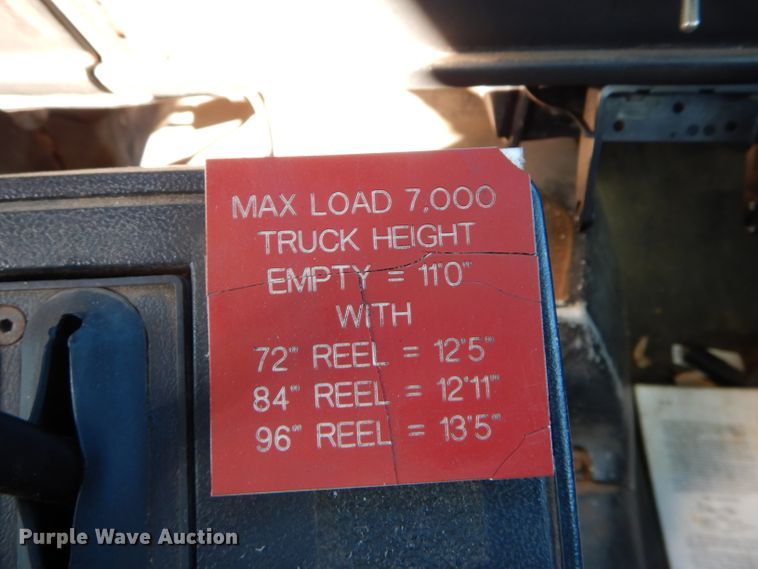 MAX LOAD 7,000
TRUCK HEIGHT
EMPTY = 11'0"
WITH
72" REEL = 12'5"
84" REEL = 12'11"
96" REEL = 13'5"
Purple Wave Auction